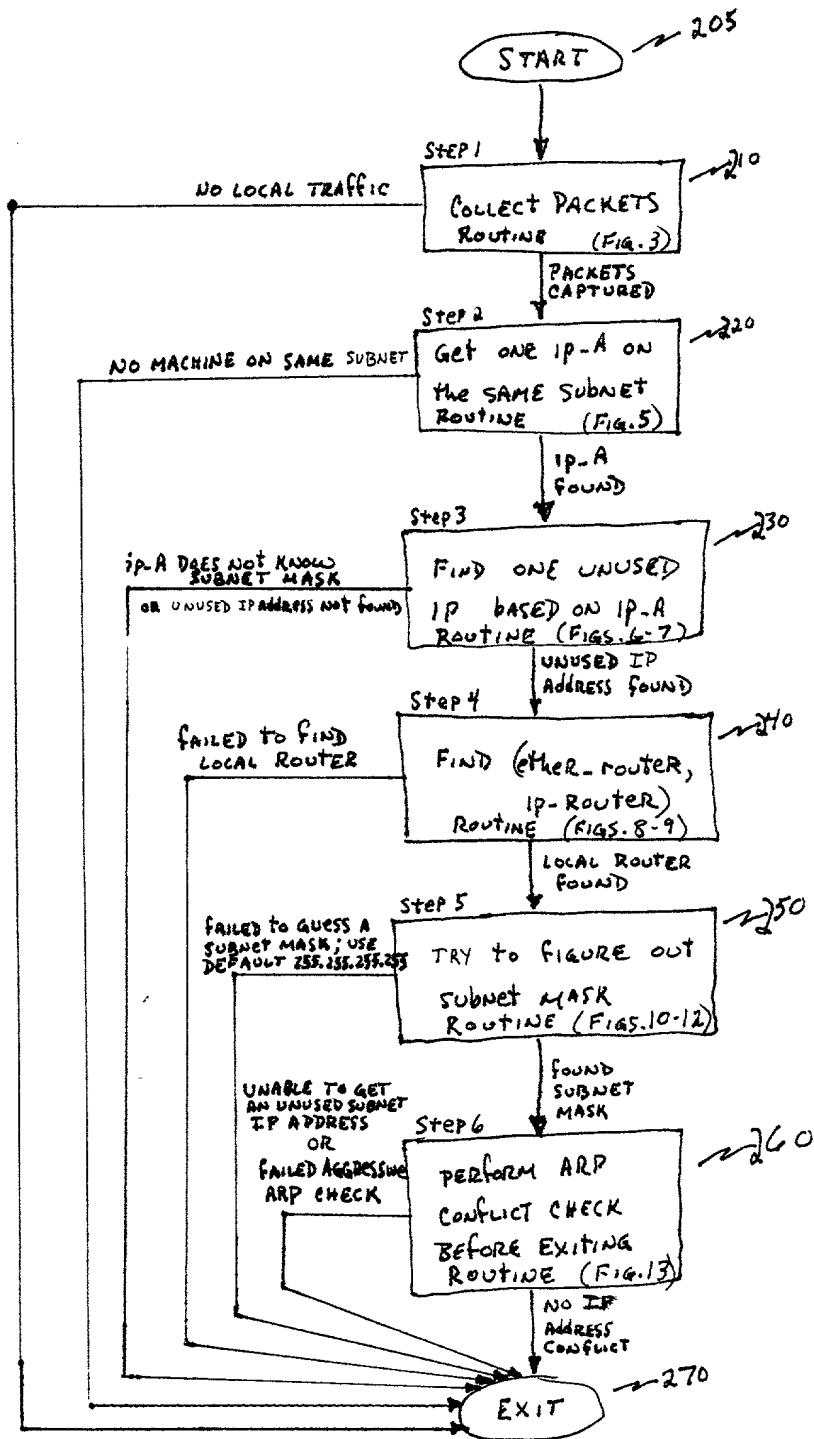 205
START
Step 1
210
NO LOCAL TRAFFIC
COLLECT PACKETS
ROUTINE (FIG. 3)
PACKETS
CAPTURED
Step 2
220
NO MACHINE ON SAME SUBNET
Get ONE ip-A ON
the SAME SUBNET
ROUTINE (FIG. 5)
ip-A
FOUND
Step 3
230
ip-A DOES NOT KNOW
SUBNET MASK
OR UNUSED IP ADDRESS NOT FOUND
FIND ONE UNUSED
IP BASED ON IP-A
ROUTINE (FIGS. 6-7)
UNUSED IP
Address FOUND
Step 4
240
FAILED TO FIND
LOCAL ROUTER
FIND (ether_router,
ip-ROUTER)
ROUTINE (FIGS. 8-9)
LOCAL ROUTER
FOUND
Step 5
250
FAILED TO GUESS A
SUBNET MASK; USE
DEFAULT 255.255.255.255
TRY to FIGURE OUT
SUBNET MASK
ROUTINE (FIGS. 10-12)
FOUND
SUBNET
MASK
UNABLE TO GET
AN UNUSED SUBNET
IP ADDRESS
OR
FAILED AGGRESSIVE
ARP CHECK
Step 6
260
PERFORM ARP
CONFLICT CHECK
BEFORE EXITING
ROUTINE (FIG. 13)
NO IP
Address
CONFLICT
270
EXIT